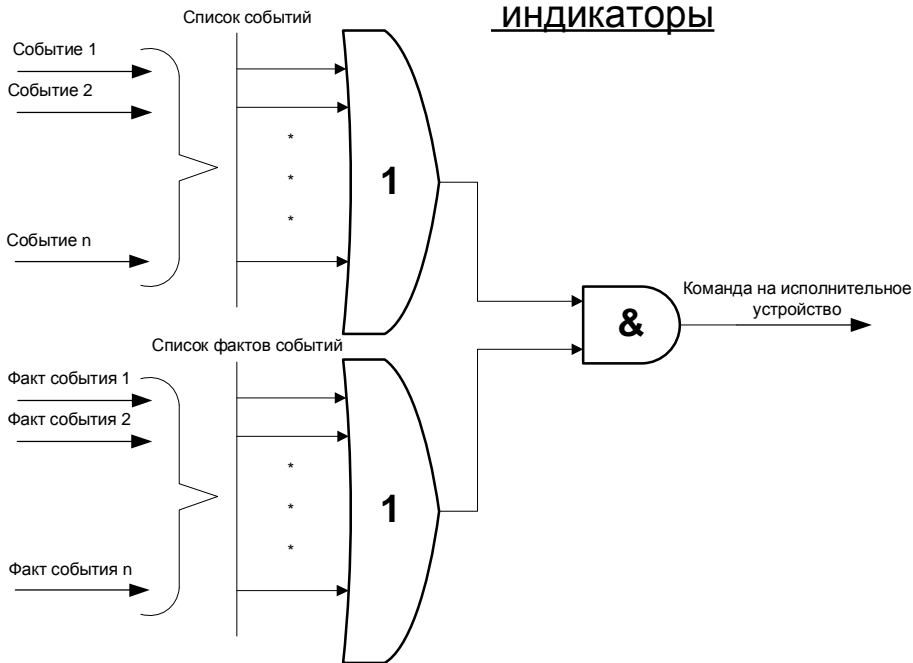 индикаторы
Список событий
Событие 1
Событие 2
*
*
*
Событие n
1
Список фактов событий
Факт события 1
Факт события 2
*
*
*
Факт события n
1
&
Команда на исполнительное
устройство